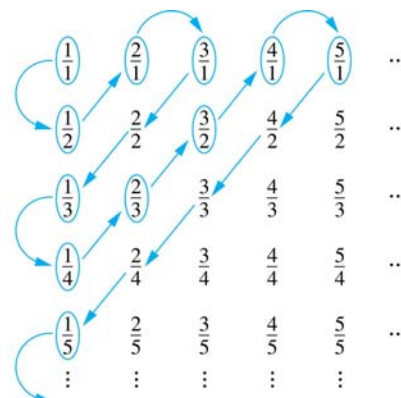 1/1 2/1 3/1 4/1 5/1 ..
1/2 2/2 3/2 4/2 5/2 ..
1/3 2/3 3/3 4/3 5/3 ..
1/4 2/4 3/4 4/4 5/4 ..
1/5 2/5 3/5 4/5 5/5 ..
⋮ ⋮ ⋮ ⋮ ⋮